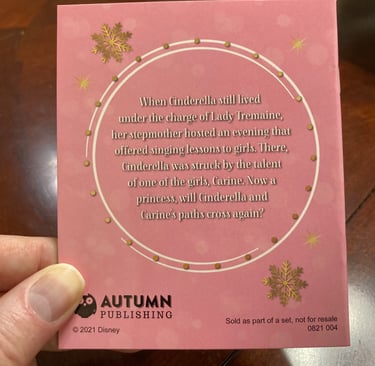 When Cinderella still lived
under the charge of Lady Tremaine,
her stepmother hosted an evening that
offered singing lessons to girls. There,
Cinderella was struck by the talent
of one of the girls, Carine. Now a
princess, will Cinderella and
Carine's paths cross again?
AUTUMN
PUBLISHING
© 2021 Disney
Sold as part of a set, not for resale
0821 004